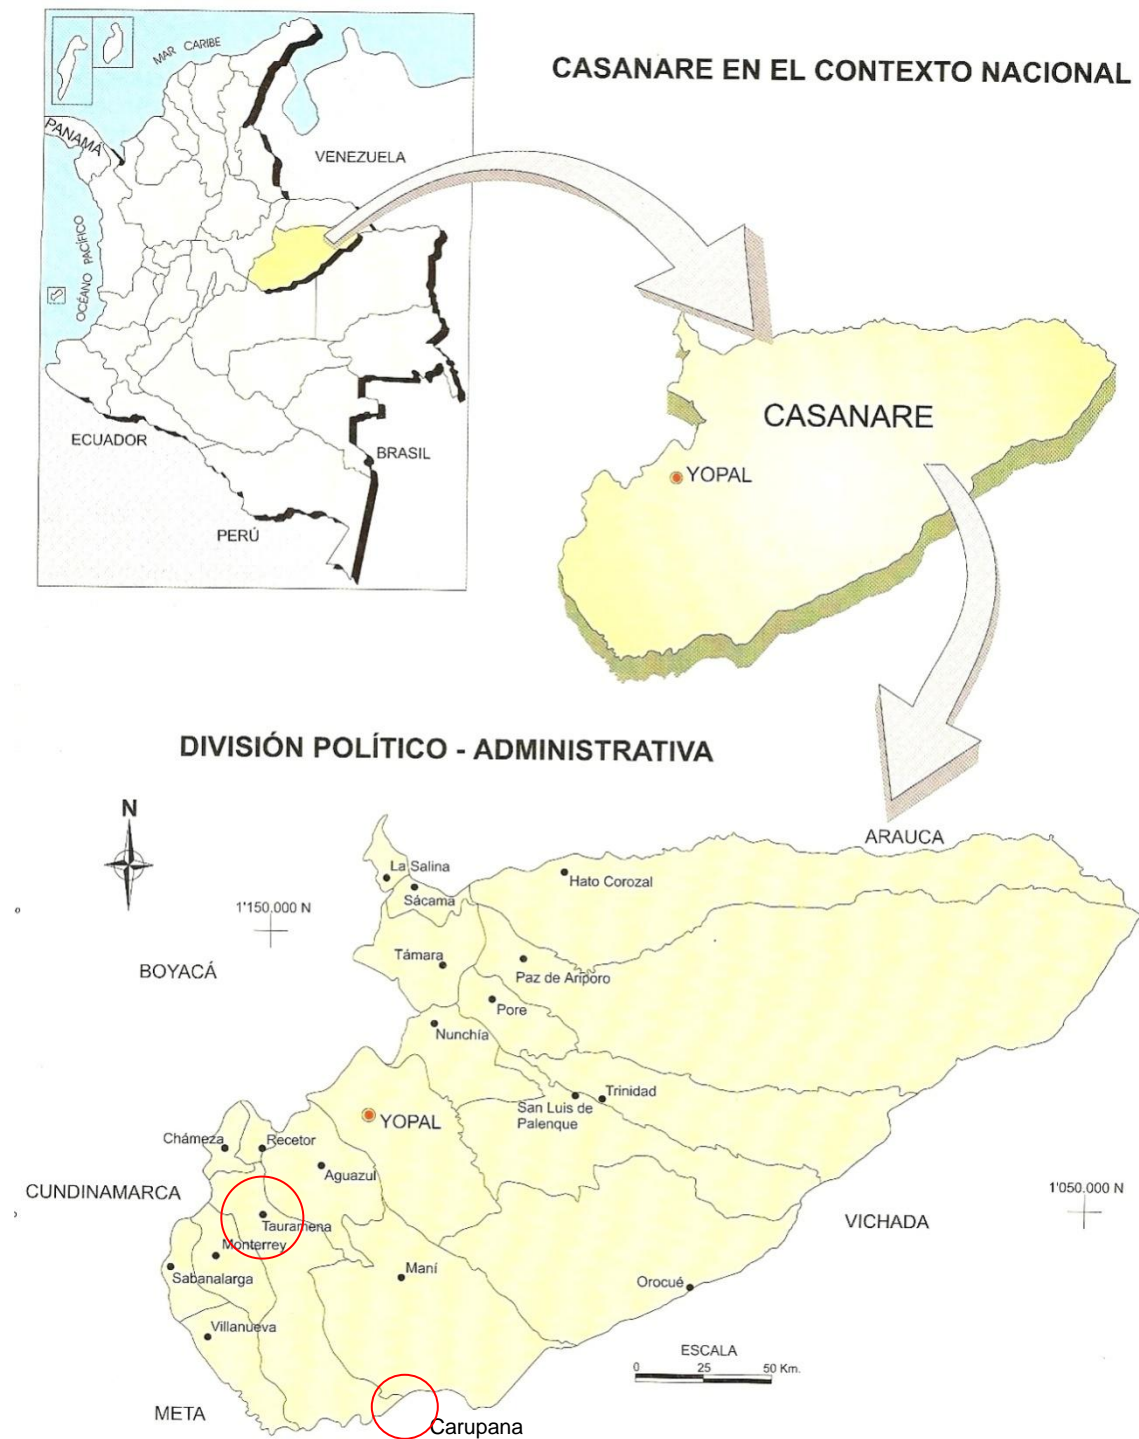 CASANARE EN EL CONTEXTO NACIONAL
MAR CARIBE
PANAMÁ
VENEZUELA
OCÉANO PACÍFICO
ECUADOR
BRASIL
PERÚ
CASANARE
YOPAL
DIVISIÓN POLÍTICO - ADMINISTRATIVA
N
ARAUCA
La Salina
Hato Corozal
Sácama
1'150.000 N
BOYACÁ
Támara
Paz de Ariporo
Pore
Nunchía
Trinidad
San Luis de
Palenque
YOPAL
Chámeza
Recetor
Aguazul
CUNDINAMARCA
1'050.000 N
VICHADA
Tauramena
Monterrey
Sabanalarga
Maní
Orocué
Villanueva
ESCALA
0 25 50 Km.
META
Carupana